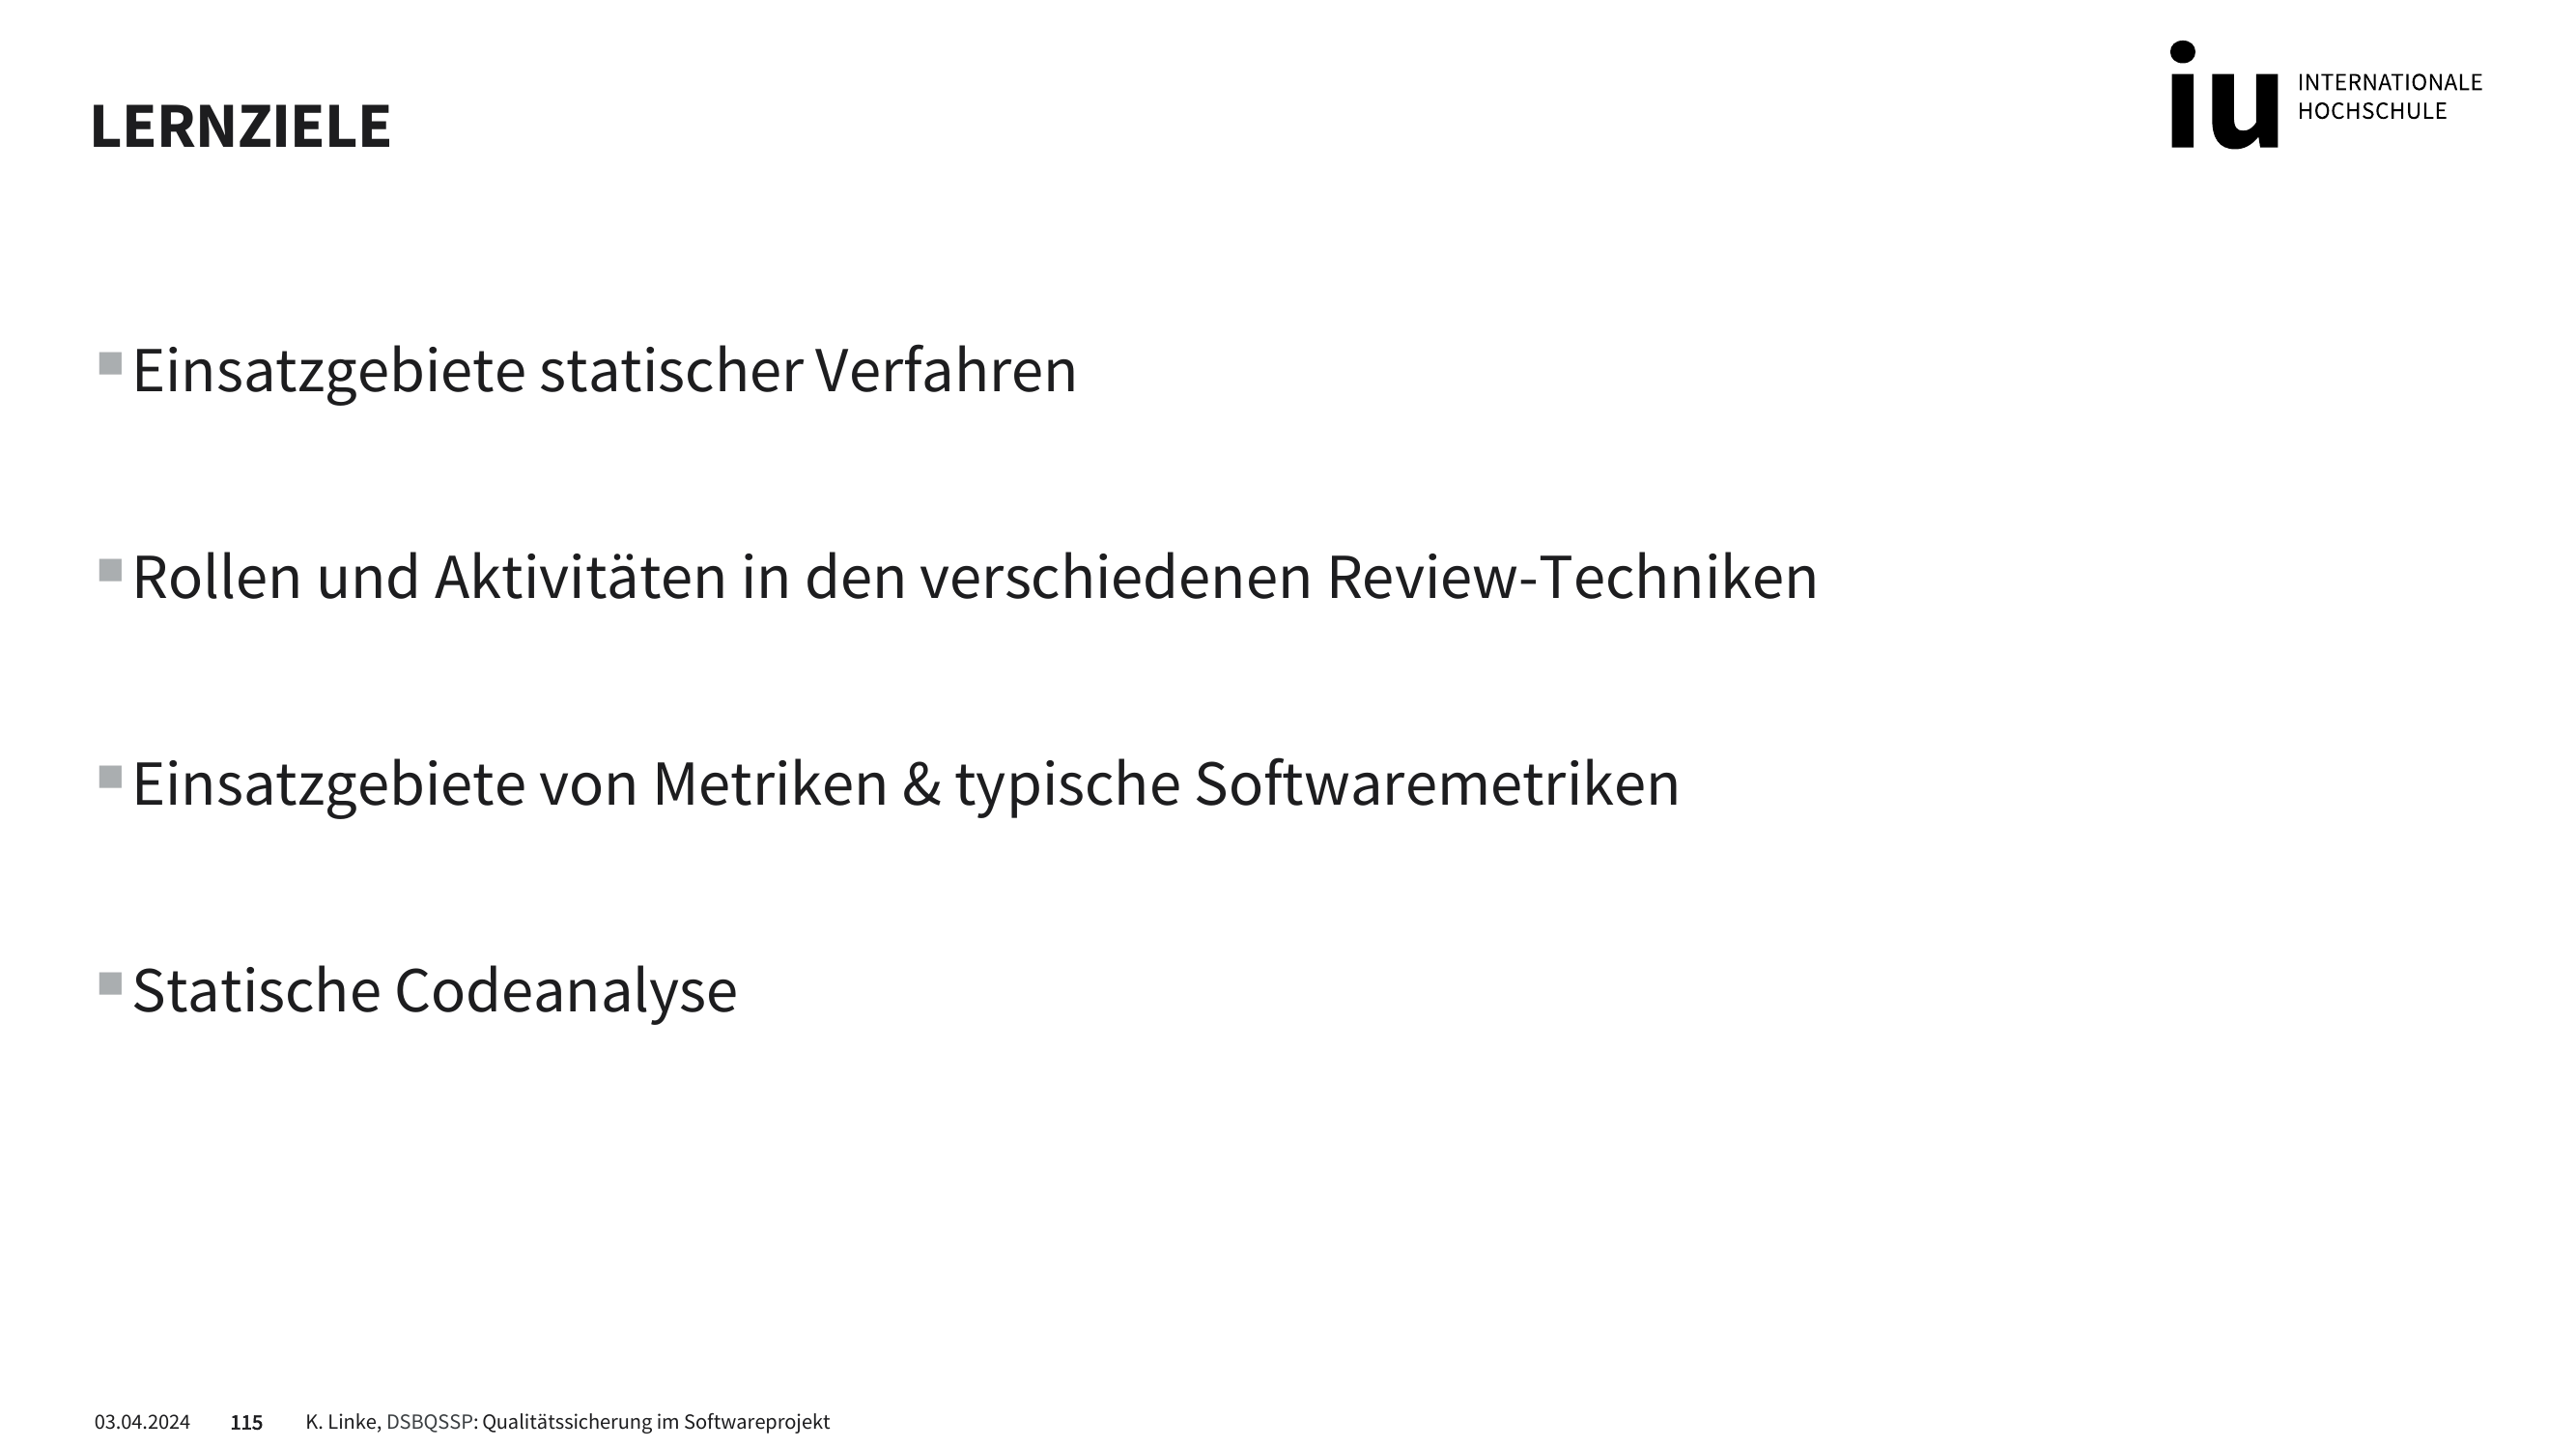 LERNZIELE
iu INTERNATIONALE
HOCHSCHULE
Einsatzgebiete statischer Verfahren
Rollen und Aktivitäten in den verschiedenen Review-Techniken
Einsatzgebiete von Metriken & typische Softwaremetriken
Statische Codeanalyse
03.04.2024 115 K. Linke, DSBQSSP: Qualitätssicherung im Softwareprojekt